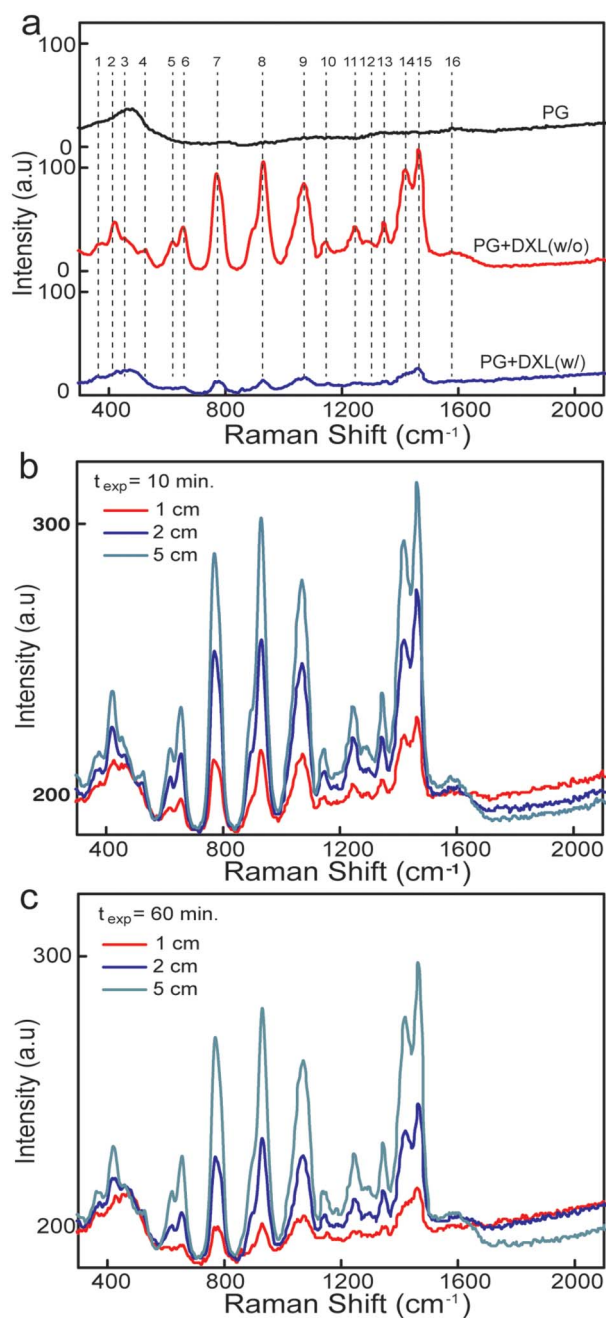 a
100
1 2 3 4 5 6 7 8 9 10 11 12 13 14 15 16
PG
0
100
PG+DXL(w/o)
0
100
PG+DXL(w/)
0
Intensity (a.u)
400 800 1200 1600 2000
Raman Shift (cm⁻¹)
b
t exp = 10 min.
1 cm
2 cm
5 cm
300
200
Intensity (a.u)
400 800 1200 1600 2000
Raman Shift (cm⁻¹)
c
t exp = 60 min.
1 cm
2 cm
5 cm
300
200
Intensity (a.u)
400 800 1200 1600 2000
Raman Shift (cm⁻¹)